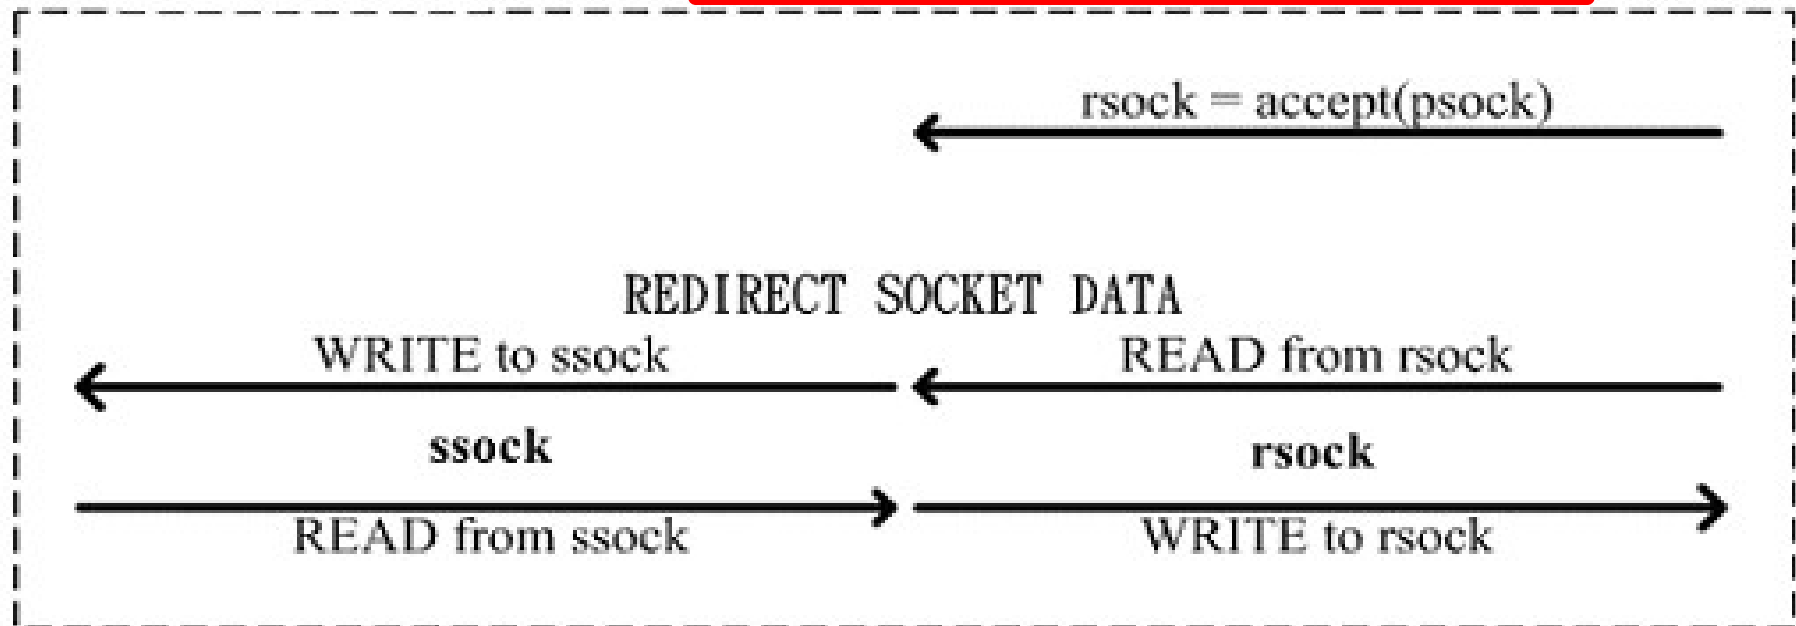 rsock = accept(psock)
REDIRECT SOCKET DATA
WRITE to ssock
READ from rsock
ssock
rsock
READ from ssock
WRITE to rsock